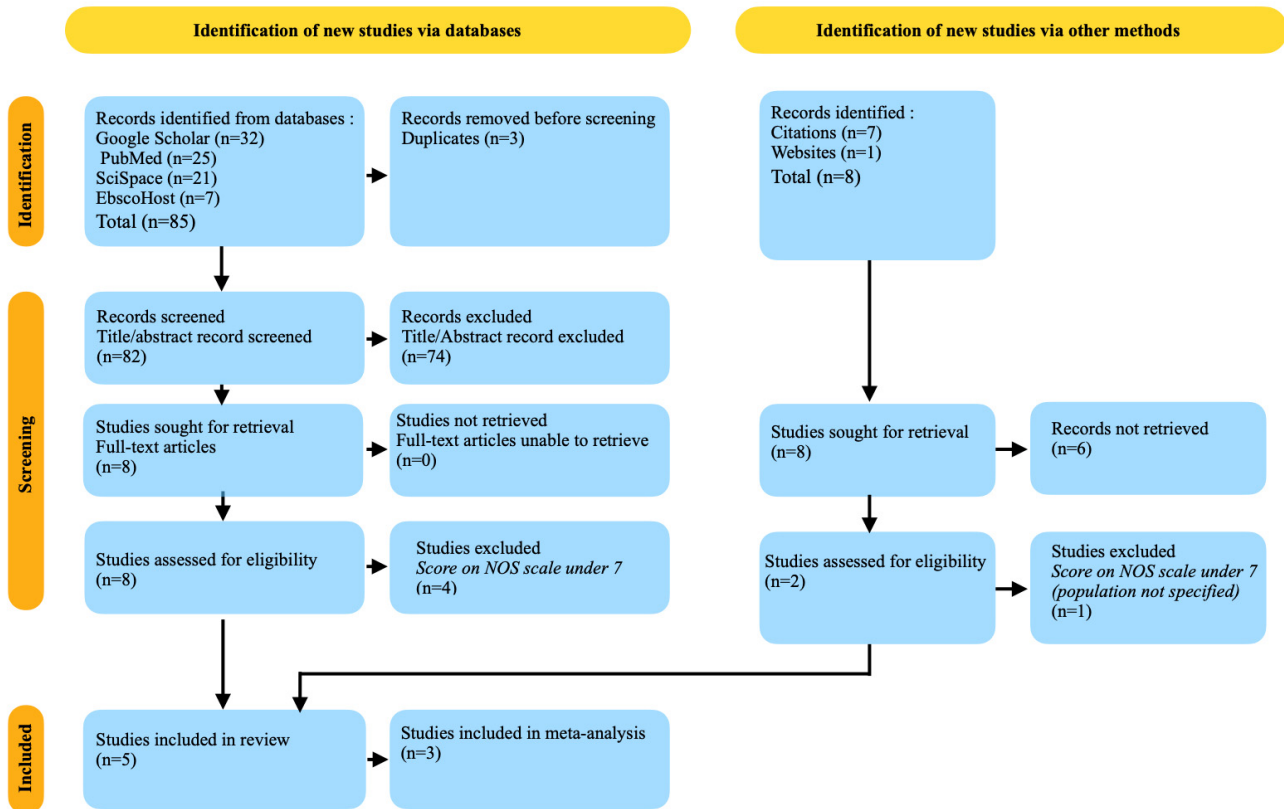 Identification of new studies via databases
Identification of new studies via other methods
Identification
Records identified from databases :
Google Scholar (n=32)
PubMed (n=25)
SciSpace (n=21)
EbscoHost (n=7)
Total (n=85)
Records removed before screening
Duplicates (n=3)
Records identified :
Citations (n=7)
Websites (n=1)
Total (n=8)
Screening
Records screened
Title/abstract record screened
(n=82)
Records excluded
Title/Abstract record excluded
(n=74)
Studies sought for retrieval
Full-text articles
(n=8)
Studies not retrieved
Full-text articles unable to retrieve
(n=0)
Studies sought for retrieval
(n=8)
Records not retrieved
(n=6)
Studies assessed for eligibility
(n=8)
Studies excluded
Score on NOS scale under 7
(n=4)
Studies assessed for eligibility
(n=2)
Studies excluded
Score on NOS scale under 7
(population not specified)
(n=1)
Included
Studies included in review
(n=5)
Studies included in meta-analysis
(n=3)